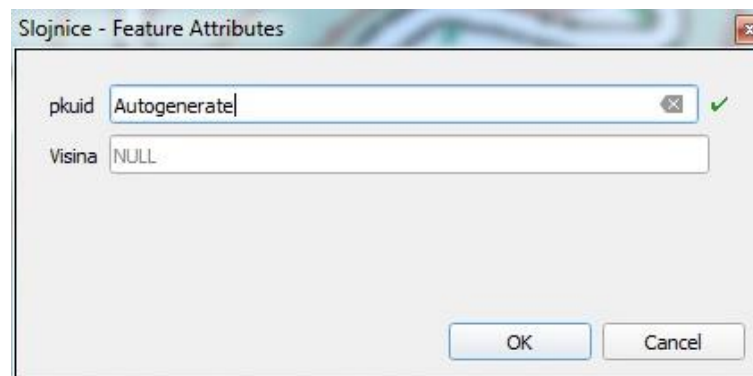 Slojnice - Feature Attributes
pkuid Autogenerate
Visina NULL
OK Cancel